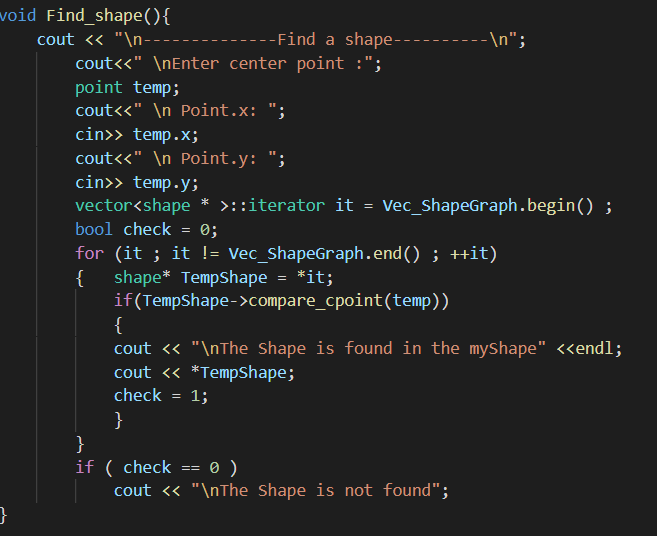 void Find_shape(){
cout << "\n--------------Find a shape----------\n";
cout<<" \nEnter center point :";
point temp;
cout<<" \n Point.x: ";
cin>> temp.x;
cout<<" \n Point.y: ";
cin>> temp.y;
vector<shape * >::iterator it = Vec_ShapeGraph.begin() ;
bool check = 0;
for (it ; it != Vec_ShapeGraph.end() ; ++it)
{   shape* TempShape = *it;
if(TempShape->compare_cpoint(temp))
{
cout << "\nThe Shape is found in the myShape" <<endl;
cout << *TempShape;
check = 1;
}
}
if ( check == 0 )
cout << "\nThe Shape is not found";
}